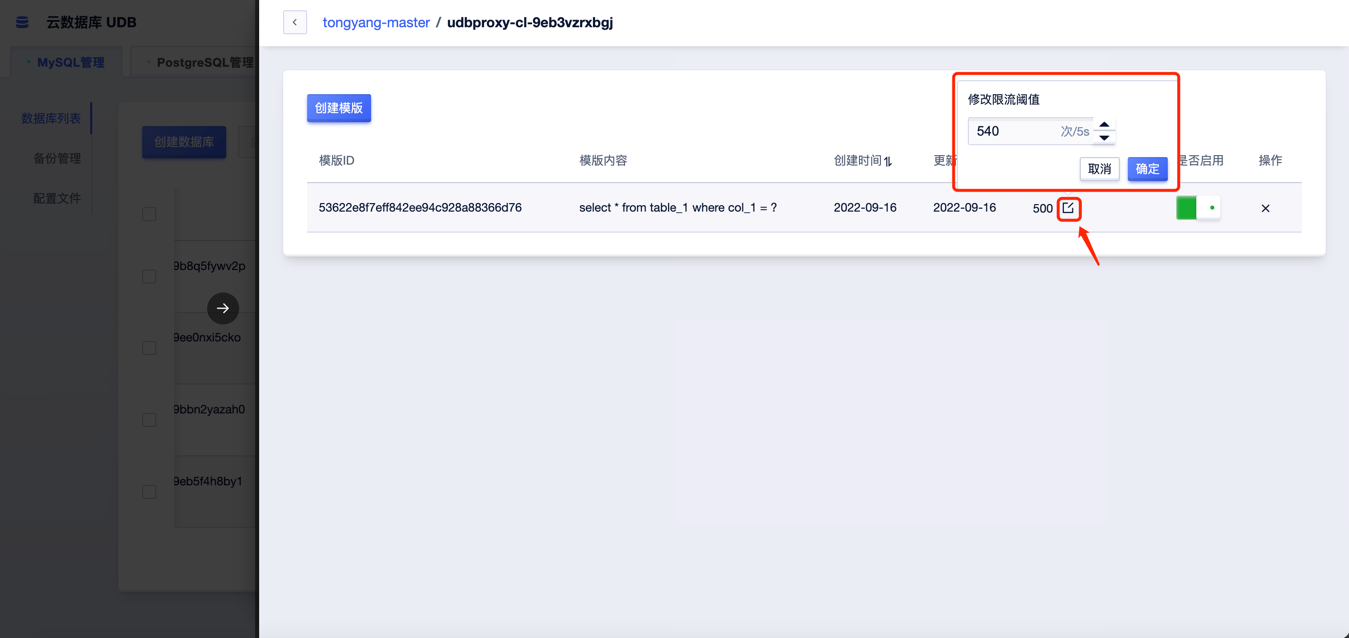 云数据库 UDB
MySQL管理
PostgreSQL管理
数据库列表
备份管理
配置文件
创建数据库
9b8q5fywv2p
9ee0nxi5cko
9bbn2yazah0
9eb5f4h8by1
tongyang-master / udbproxy-cl-9eb3vzrxbgj
创建模版
修改限流阈值
540 次/5s
取消 确定
模版ID 模版内容 创建时间 更新 是否启用 操作
53622e8f7eff842ee94c928a88366d76 select * from table_1 where col_1 = ? 2022-09-16 2022-09-16 500